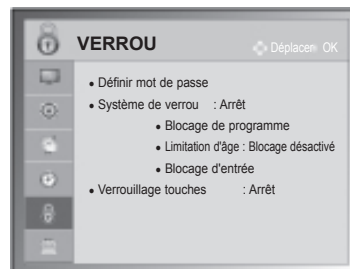 VERROU
Déplacer OK
• Définir mot de passe
• Système de verrou : Arrêt
• Blocage de programme
• Limitation d'âge : Blocage désactivé
• Blocage d'entrée
• Verrouillage touches : Arrêt